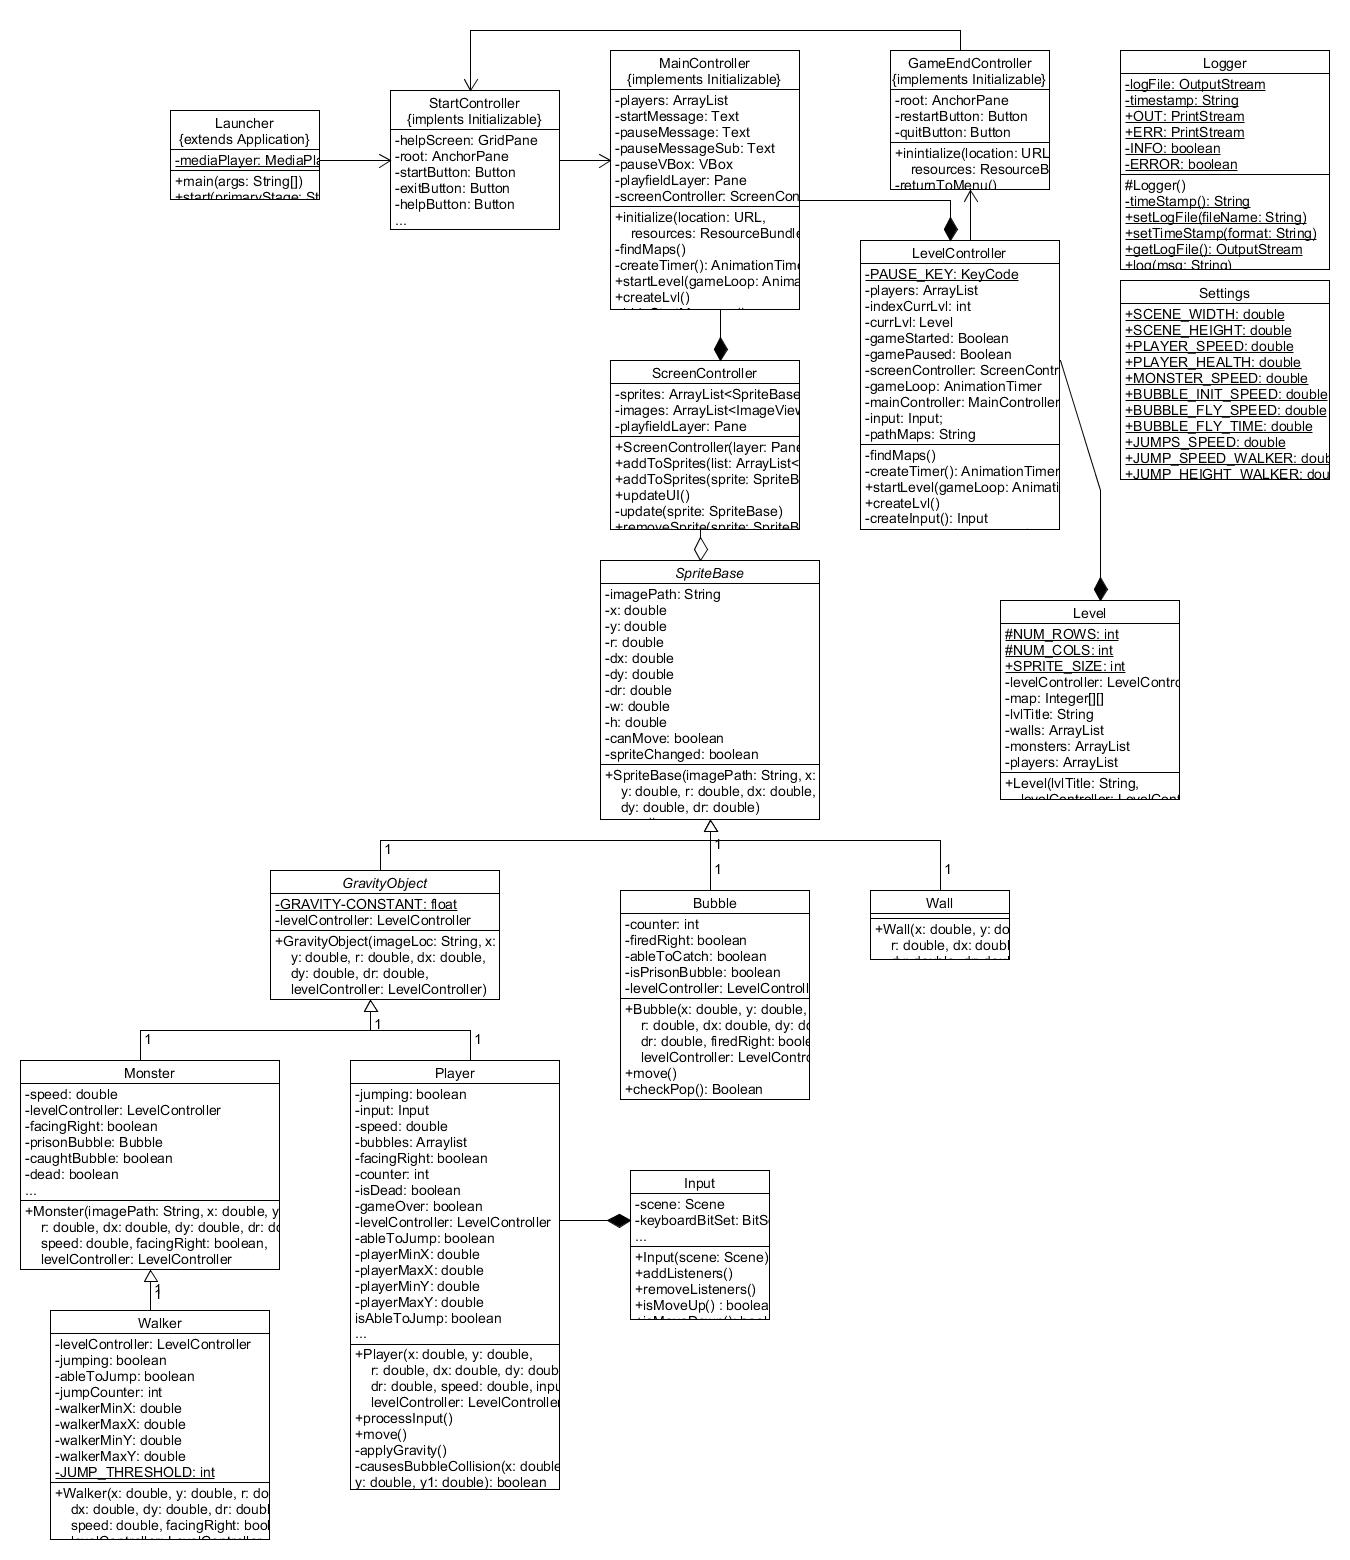 Launcher
{extends Application}
-mediaPlayer: MediaPla
+main(args: String[])
+start(primaryStage: St
StartController
{implents Initializable}
-helpScreen: GridPane
-root: AnchorPane
-startButton: Button
-exitButton: Button
-helpButton: Button
...
MainController
{implements Initializable}
-players: ArrayList
-startMessage: Text
-pauseMessage: Text
-pauseMessageSub: Text
-pauseVBox: VBox
-playfieldLayer: Pane
-screenController: ScreenCon
+initialize(location: URL,
resources: ResourceBundle
-findMaps()
-createTimer(): AnimationTime
+startLevel(gameLoop: Anima
+createLvl()
GameEndController
{implements Initializable}
-root: AnchorPane
-restartButton: Button
-quitButton: Button
+inintialize(location: URL
resources: ResourceB
-returnToMenu()
Logger
-logFile: OutputStream
-timestamp: String
+OUT: PrintStream
+ERR: PrintStream
-INFO: boolean
-ERROR: boolean
#Logger()
-timeStamp(): String
+setLogFile(fileName: String)
+setTimeStamp(format: String)
+getLogFile(): OutputStream
+log(msg: String)
Settings
+SCENE_WIDTH: double
+SCENE_HEIGHT: double
+PLAYER_SPEED: double
+PLAYER_HEALTH: double
+MONSTER_SPEED: double
+BUBBLE_INIT_SPEED: double
+BUBBLE_FLY_SPEED: double
+BUBBLE_FLY_TIME: double
+JUMPS_SPEED: double
+JUMP_SPEED_WALKER: doub
+JUMP_HEIGHT_WALKER: dou
LevelController
-PAUSE_KEY: KeyCode
-players: ArrayList
-indexCurrLvl: int
-currLvl: Level
-gameStarted: Boolean
-gamePaused: Boolean
-screenController: ScreenContr
-gameLoop: AnimationTimer
-mainController: MainController
-input: Input;
-pathMaps: String
-findMaps()
-createTimer(): AnimationTimer
+startLevel(gameLoop: Animati
+createLvl()
-createInput(): Input
ScreenController
-sprites: ArrayList<SpriteBase
-images: ArrayList<ImageView
-playfieldLayer: Pane
+ScreenController(layer: Pane
+addToSprites(list: ArrayList<
+addToSprites(sprite: SpriteB
+updateUI()
-update(sprite: SpriteBase)
+removeSprite(sprite: SpriteB
SpriteBase
-imagePath: String
-x: double
-y: double
-r: double
-dx: double
-dy: double
-dr: double
-w: double
-h: double
-canMove: boolean
-spriteChanged: boolean
+SpriteBase(imagePath: String, x:
y: double, r: double, dx: double,
dy: double, dr: double)
Level
#NUM_ROWS: int
#NUM_COLS: int
+SPRITE_SIZE: int
-levelController: LevelContro
-map: Integer[][]
-lvlTitle: String
-walls: ArrayList
-monsters: ArrayList
-players: ArrayList
+Level(lvlTitle: String,
levelController: LevelCont
1
1
1
1
GravityObject
-GRAVITY-CONSTANT: float
-levelController: LevelController
+GravityObject(imageLoc: String, x:
y: double, r: double, dx: double,
dy: double, dr: double,
levelController: LevelController)
Bubble
-counter: int
-firedRight: boolean
-ableToCatch: boolean
-isPrisonBubble: boolean
-levelController: LevelControll
+Bubble(x: double, y: double,
r: double, dx: double, dy: do
dr: double, firedRight: boole
levelController: LevelContro
+move()
+checkPop(): Boolean
Wall
+Wall(x: double, y: do
r: double, dx: doubl
1
1
1
Monster
-speed: double
-levelController: LevelController
-facingRight: boolean
-prisonBubble: Bubble
-caughtBubble: boolean
-dead: boolean
...
+Monster(imagePath: String, x: double, y
r: double, dx: double, dy: double, dr: do
speed: double, facingRight: boolean,
levelController: LevelController
Player
-jumping: boolean
-input: Input
-speed: double
-bubbles: Arraylist
-facingRight: boolean
-counter: int
-isDead: boolean
-gameOver: boolean
-levelController: LevelController
-ableToJump: boolean
-playerMinX: double
-playerMaxX: double
-playerMinY: double
-playerMaxY: double
isAbleToJump: boolean
...
+Player(x: double, y: double,
r: double, dx: double, dy: doub
dr: double, speed: double, inpu
levelController: LevelController
+processInput()
+move()
-applyGravity()
-causesBubbleCollision(x: double
y: double, y1: double): boolean
Input
-scene: Scene
-keyboardBitSet: BitS
...
+Input(scene: Scene)
+addListeners()
+removeListeners()
+isMoveUp() : boolea
1
1
Walker
-levelController: LevelController
-jumping: boolean
-ableToJump: boolean
-jumpCounter: int
-walkerMinX: double
-walkerMaxX: double
-walkerMinY: double
-walkerMaxY: double
-JUMP_THRESHOLD: int
+Walker(x: double, y: double, r: do
dx: double, dy: double, dr: doubl
speed: double, facingRight: bool